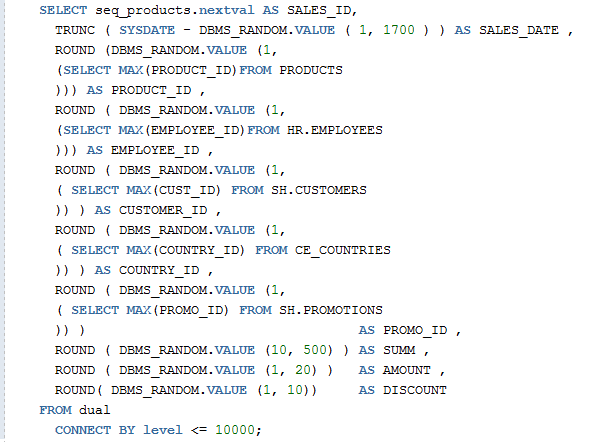 SELECT seq_products.nextval AS SALES_ID,
TRUNC ( SYSDATE - DBMS_RANDOM.VALUE ( 1, 1700 ) ) AS SALES_DATE ,
ROUND (DBMS_RANDOM.VALUE (1,
(SELECT MAX(PRODUCT_ID)FROM PRODUCTS
))) AS PRODUCT_ID ,
ROUND ( DBMS_RANDOM.VALUE (1,
(SELECT MAX(EMPLOYEE_ID)FROM HR.EMPLOYEES
))) AS EMPLOYEE_ID ,
ROUND ( DBMS_RANDOM.VALUE (1,
( SELECT MAX(CUST_ID) FROM SH.CUSTOMERS
)) ) AS CUSTOMER_ID ,
ROUND ( DBMS_RANDOM.VALUE (1,
( SELECT MAX(COUNTRY_ID) FROM CE_COUNTRIES
)) ) AS COUNTRY_ID ,
ROUND ( DBMS_RANDOM.VALUE (1,
( SELECT MAX(PROMO_ID) FROM SH.PROMOTIONS
)) ) AS PROMO_ID ,
ROUND ( DBMS_RANDOM.VALUE (10, 500) ) AS SUMM ,
ROUND ( DBMS_RANDOM.VALUE (1, 20) ) AS AMOUNT ,
ROUND( DBMS_RANDOM.VALUE (1, 10)) AS DISCOUNT
FROM dual
CONNECT BY level <= 10000;